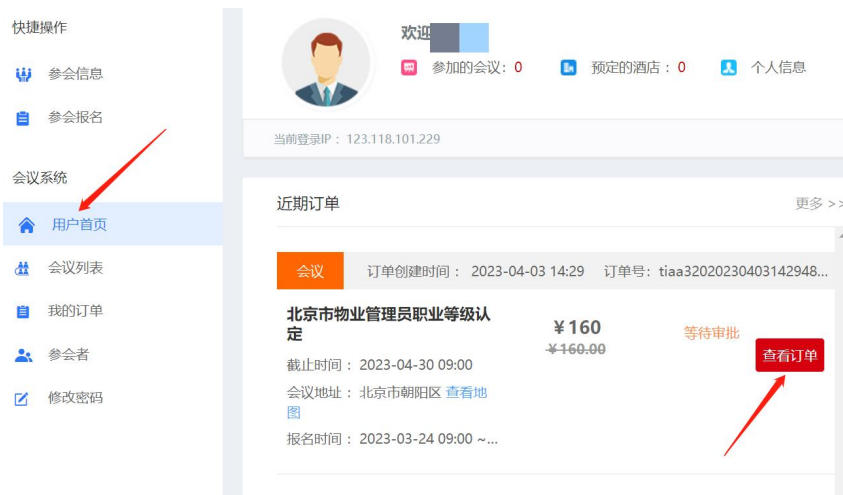 快捷操作
参会信息
参会报名
会议系统
用户首页
会议列表
我的订单
参会者
修改密码
欢迎
参加的会议：0
预定的酒店：0
个人信息
当前登录IP： 123.118.101.229
近期订单
更多 >>
会议
订单创建时间： 2023-04-03 14:29
订单号：tiaa32020230403142948...
北京市物业管理员职业等级认
定
截止时间： 2023-04-30 09:00
会议地址： 北京市朝阳区 查看地
图
报名时间： 2023-03-24 09:00 ~...
￥160
￥160.00
等待审批
查看订单